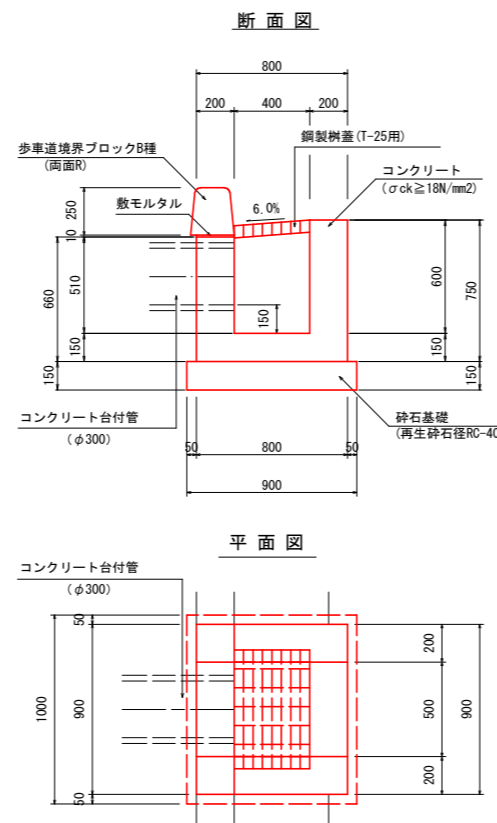 断面図
800
200
400
200
鋼製桝蓋(T-25用)
歩車道境界ブロックB種
(両面R)
コンクリート
(σck≧18N/mm2)
敷モルタル
6.0%
250
10
510
660
150
150
150
600
750
150
150
コンクリート台付管
(φ300)
砕石基礎
(再生砕石径RC-40
50
800
50
900
平面図
コンクリート台付管
(φ300)
50
1000
900
50
200
500
900
200